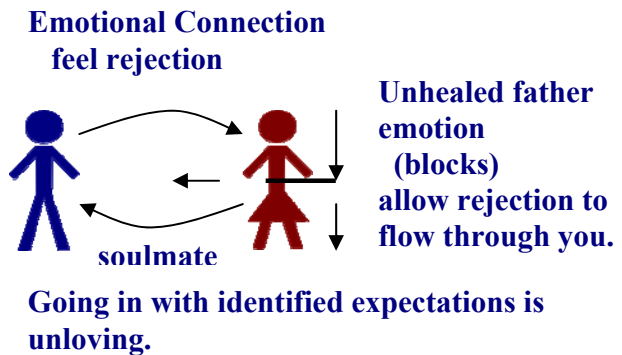 Emotional Connection
feel rejection
Unhealed father
emotion
(blocks)
allow rejection to
flow through you.
soulmate
Going in with identified expectations is
unloving.